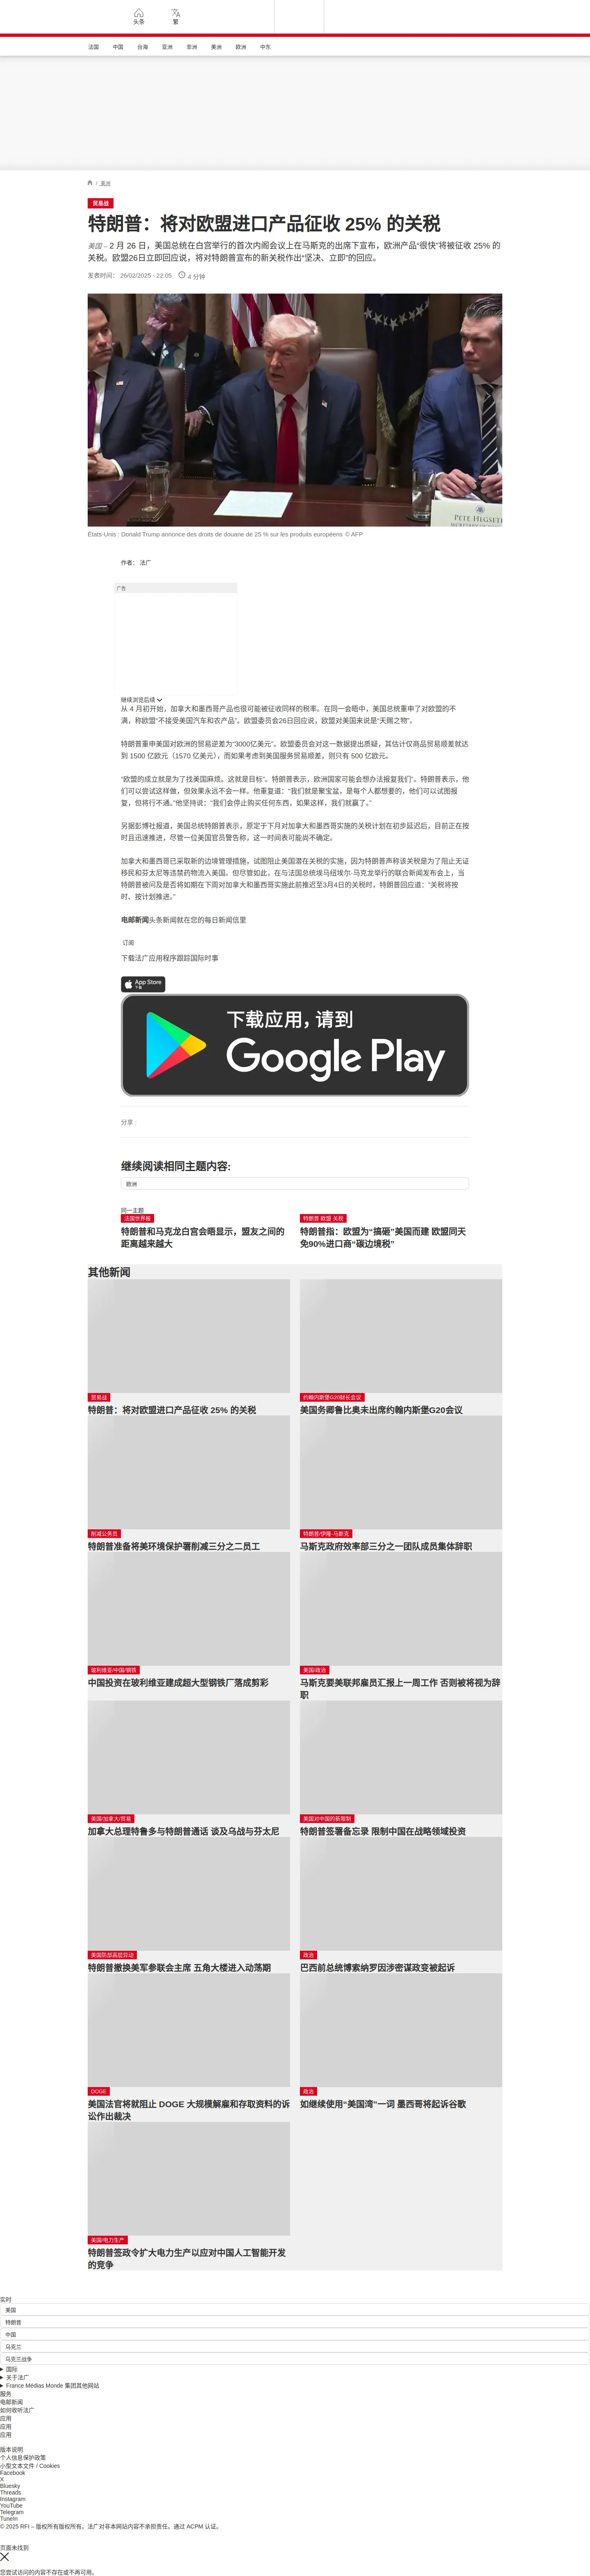 头条
繁
法国
中国
台海
亚洲
非洲
美洲
欧洲
中东
/ 美洲
贸易战
特朗普：将对欧盟进口产品征收 25% 的关税
美国 – 2 月 26 日，美国总统在白宫举行的首次内阁会议上在马斯克的出席下宣布，欧洲产品“很快”将被征收 25% 的
关税。欧盟26日立即回应说，将对特朗普宣布的新关税作出“坚决、立即”的回应。
发表时间： 26/02/2025 - 22:05
4 分钟
PETE HEGSETH
États-Unis : Donald Trump annonce des droits de douane de 25 % sur les produits européens © AFP
作者： 法广
广告
继续浏览后续
从 4 月初开始，加拿大和墨西哥产品也很可能被征收同样的税率。在同一会晤中，美国总统重申了对欧盟的不
满，称欧盟“不接受美国汽车和农产品”。欧盟委员会26日回应说，欧盟对美国来说是“天赐之物”。
特朗普重申美国对欧洲的贸易逆差为“3000亿美元”。欧盟委员会对这一数据提出质疑，其估计仅商品贸易顺差就达
到 1500 亿欧元（1570 亿美元），而如果考虑到美国服务贸易顺差，则只有 500 亿欧元。
“欧盟的成立就是为了找美国麻烦。这就是目标”。特朗普表示，欧洲国家可能会想办法报复我们”。特朗普表示，他
们可以尝试这样做，但效果永远不会一样。他重复道：“我们就是聚宝盆，是每个人都想要的，他们可以试图报
复，但将行不通。”他坚持说：“我们会停止购买任何东西，如果这样，我们就赢了。”
另据彭博社报道，美国总统特朗普表示，原定于下月对加拿大和墨西哥实施的关税计划在初步延迟后，目前正在按
时且迅速推进，尽管一位美国官员警告称，这一时间表可能尚不确定。
加拿大和墨西哥已采取新的边境管理措施，试图阻止美国潜在关税的实施，因为特朗普声称该关税是为了阻止无证
移民和芬太尼等违禁药物流入美国。但尽管如此，在与法国总统埃马纽埃尔·马克龙举行的联合新闻发布会上，当
特朗普被问及是否将如期在下周对加拿大和墨西哥实施此前推迟至3月4日的关税时，特朗普回应道：“关税将按
时、按计划推进。”
电邮新闻头条新闻就在您的每日新闻信里
订阅
下载法广应用程序跟踪国际时事
App Store
下载
下载应用，请到
Google Play
分享 :
继续阅读相同主题内容:
欧洲
同一主题
法国世界报
特朗普和马克龙白宫会晤显示，盟友之间的
距离越来越大
特朗普 欧盟 关税
特朗普指：欧盟为“搞砸”美国而建 欧盟同天
免90%进口商“碳边境税”
其他新闻
贸易战
特朗普：将对欧盟进口产品征收 25% 的关税
约翰内斯堡G20财长会议
美国务卿鲁比奥未出席约翰内斯堡G20会议
削减公务员
特朗普准备将美环境保护署削减三分之二员工
特朗普/伊隆-马斯克
马斯克政府效率部三分之一团队成员集体辞职
玻利维亚/中国/钢铁
中国投资在玻利维亚建成超大型钢铁厂落成剪彩
美国/政治
马斯克要美联邦雇员汇报上一周工作 否则被将视为辞
职
美国/加拿大/贸易
加拿大总理特鲁多与特朗普通话 谈及乌战与芬太尼
美国对中国的新限制
特朗普签署备忘录 限制中国在战略领域投资
美国防部高层异动
特朗普撤换美军参联会主席 五角大楼进入动荡期
政治
巴西前总统博索纳罗因涉密谋政变被起诉
DOGE
美国法官将就阻止 DOGE 大规模解雇和存取资料的诉
讼作出裁决
政治
如继续使用“美国湾”一词 墨西哥将起诉谷歌
美国/电力生产
特朗普签政令扩大电力生产以应对中国人工智能开发
的竞争
实时
美国
特朗普
中国
乌克兰
乌克兰战争
国际
关于法广
France Médias Monde 集团其他网站
服务
电邮新闻
如何收听法广
应用
应用
应用
版本说明
个人信息保护政策
小型文本文件 / Cookies
Facebook
X
Bluesky
Threads
Instagram
YouTube
Telegram
TuneIn
© 2025 RFI – 版权所有版权所有。法广对非本网站内容不承担责任。通过 ACPM 认证。
页面未找到
您尝试访问的内容不存在或不再可用。